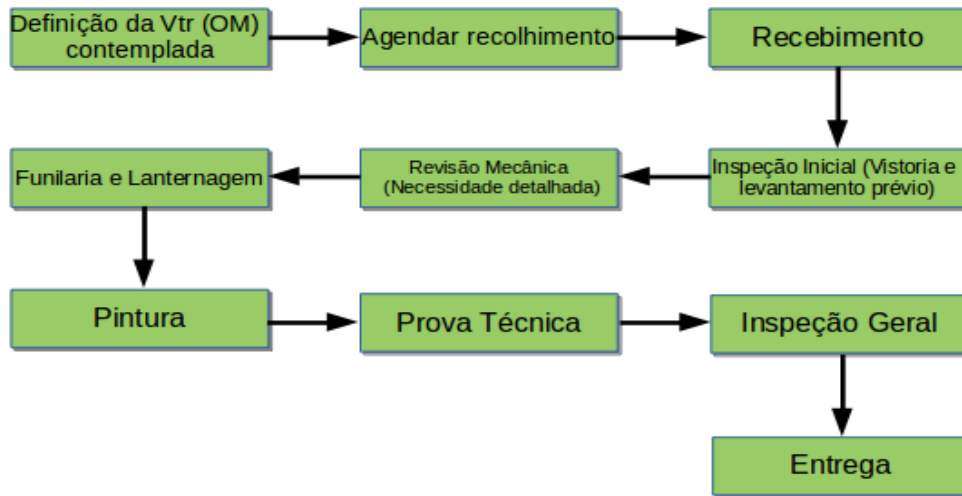 Definição da Vtr (OM)
contemplada
Agendar recolhimento
Recebimento
Inspeção Inicial (Vistoria e
levantamento prévio)
Revisão Mecânica
(Necessidade detalhada)
Funilaria e Lanternagem
Pintura
Prova Técnica
Inspeção Geral
Entrega